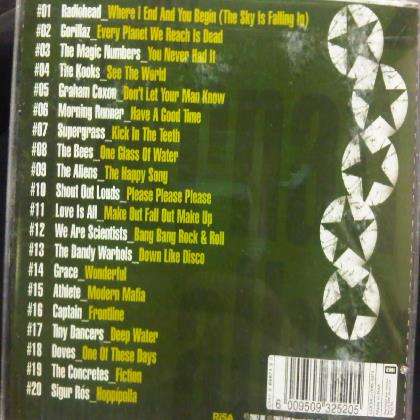 #01 Radiohead_Where I End And You Begin (The Sky Is Falling In)
#02 Gorillaz_Every Planet We Reach Is Dead
#03 The Magic Numbers_You Never Had It
#04 The Kooks_See The World
#05 Graham Coxon_Don't Let Your Man Know
#06 Morning Runner_Have A Good Time
#07 Supergrass_Kick In The Teeth
#08 The Bees_One Glass Of Water
#09 The Aliens_The Happy Song
#10 Shout Out Louds_Please Please Please
#11 Love Is All_Make Out Fall Out Make Up
#12 We Are Scientists_Bang Bang Rock & Roll
#13 The Dandy Warhols_Down Like Disco
#14 Grace_Wonderful
#15 Athlete_Modern Mafia
#16 Captain_Frontline
#17 Tiny Dancers_Deep Water
#18 Doves_One Of These Days
#19 The Concretes_Fiction
#20 Sigur Rós_Hoppípolla
6 009509 325205
RiSA